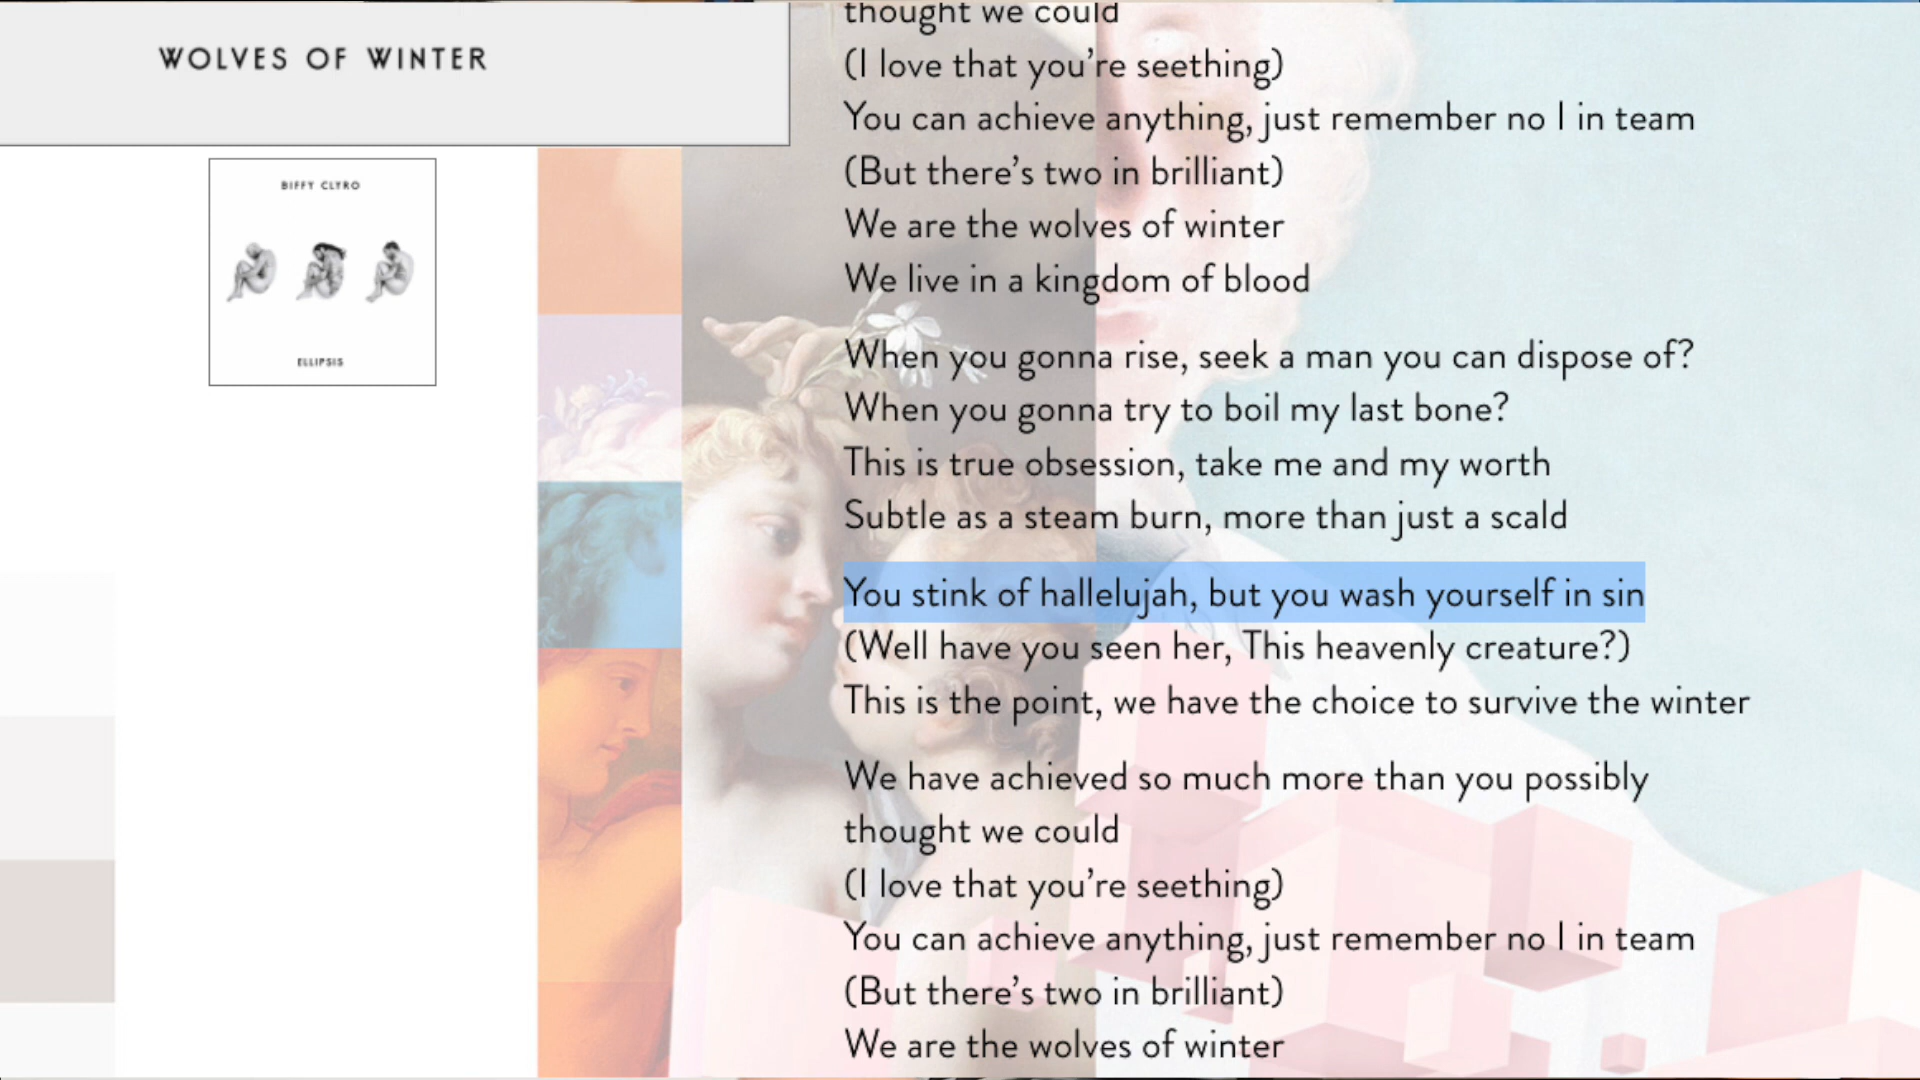 WOLVES OF WINTER
BIFFY CLYRO
ELLIPSIS
thought we could
(I love that you're seething)
You can achieve anything, just remember no I in team
(But there's two in brilliant)
We are the wolves of winter
We live in a kingdom of blood
When you gonna rise, seek a man you can dispose of?
When you gonna try to boil my last bone?
This is true obsession, take me and my worth
Subtle as a steam burn, more than just a scald
You stink of hallelujah, but you wash yourself in sin
(Well have you seen her, This heavenly creature?)
This is the point, we have the choice to survive the winter
We have achieved so much more than you possibly
thought we could
(I love that you're seething)
You can achieve anything, just remember no I in team
(But there's two in brilliant)
We are the wolves of winter